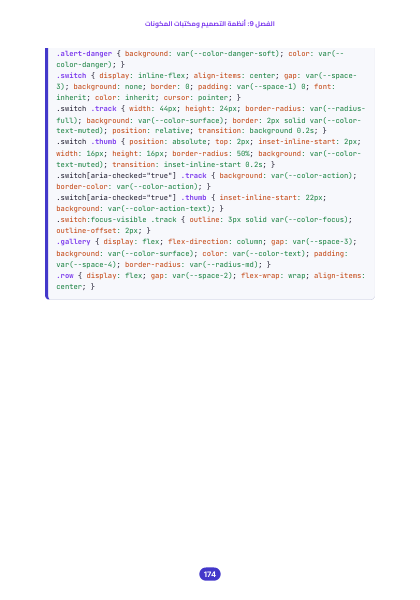 الفصل 9: أنظمة التصميم ومكتبات المكونات
.alert-danger { background: var(--color-danger-soft); color: var(--
color-danger); }
.switch { display: inline-flex; align-items: center; gap: var(--space-
3); background: none; border: 0; padding: var(--space-1) 0; font:
inherit; color: inherit; cursor: pointer; }
.switch .track { width: 44px; height: 24px; border-radius: var(--radius-
full); background: var(--color-surface); border: 2px solid var(--color-
text-muted); position: relative; transition: background 0.2s; }
.switch .thumb { position: absolute; top: 2px; inset-inline-start: 2px;
width: 16px; height: 16px; border-radius: 50%; background: var(--color-
text-muted); transition: inset-inline-start 0.2s; }
.switch[aria-checked="true"] .track { background: var(--color-action);
border-color: var(--color-action); }
.switch[aria-checked="true"] .thumb { inset-inline-start: 22px;
background: var(--color-action-text); }
.switch:focus-visible .track { outline: 3px solid var(--color-focus);
outline-offset: 2px; }
.gallery { display: flex; flex-direction: column; gap: var(--space-3);
background: var(--color-surface); color: var(--color-text); padding:
var(--space-4); border-radius: var(--radius-md); }
.row { display: flex; gap: var(--space-2); flex-wrap: wrap; align-items:
center; }
174